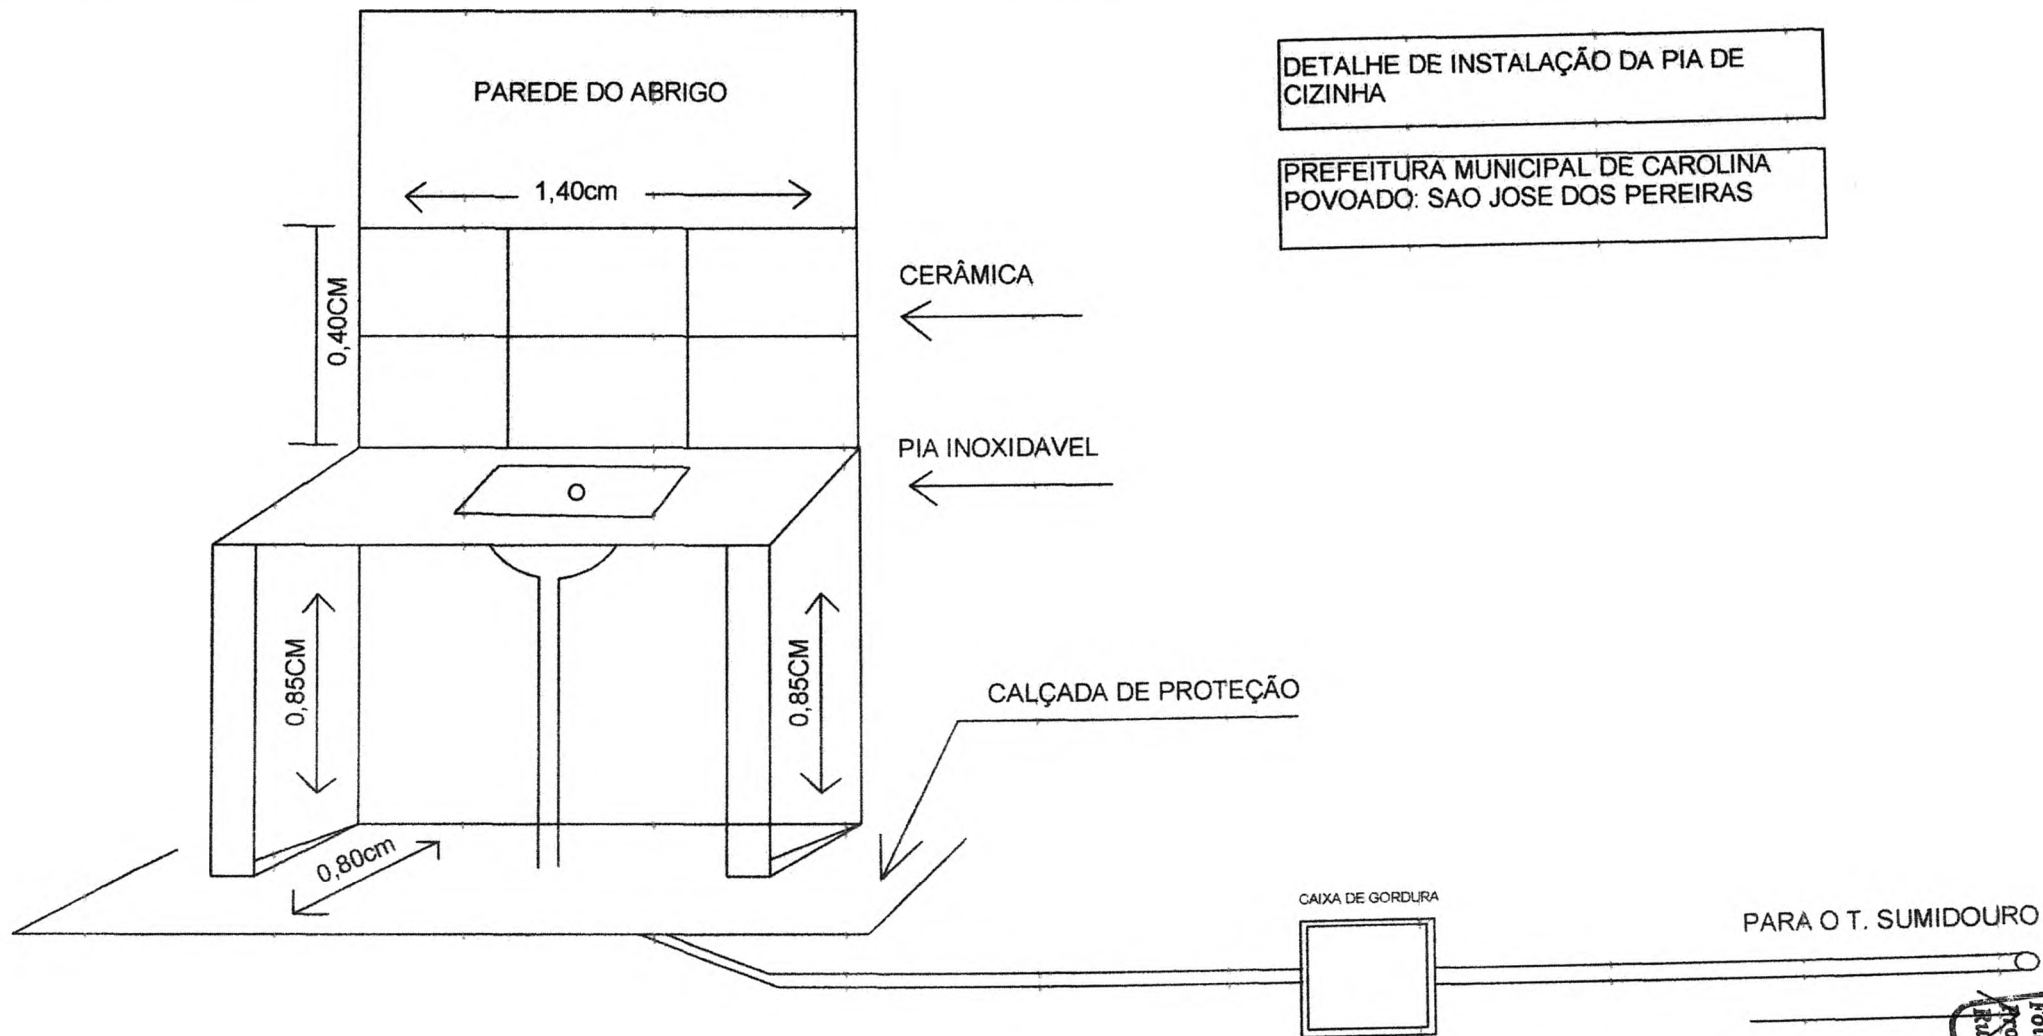 PAREDE DO ABRIGO
1,40cm
DETALHE DE INSTALAÇÃO DA PIA DE
CIZINHA
PREFEITURA MUNICIPAL DE CAROLINA
POVOADO: SAO JOSE DOS PEREIRAS
0,40CM
CERÂMICA
PIA INOXIDAVEL
0,85CM
0,85CM
CALÇADA DE PROTEÇÃO
0,80cm
CAIXA DE GORDURA
PARA O T. SUMIDOURO